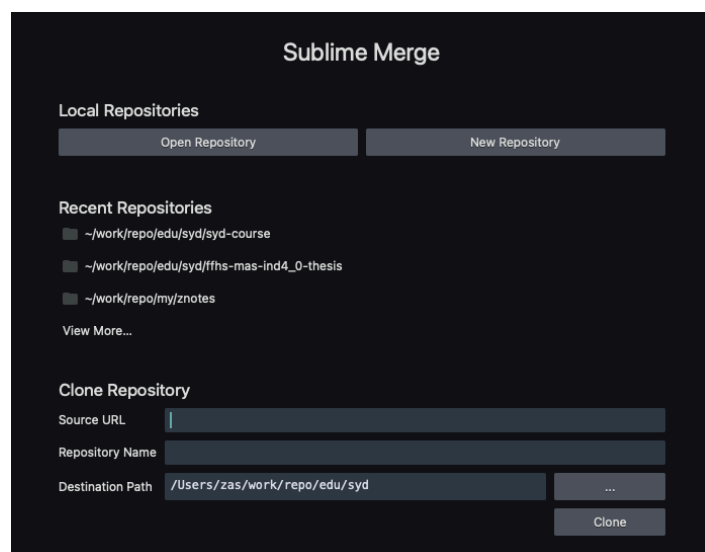 Sublime Merge
Local Repositories
Open Repository New Repository
Recent Repositories
~/work/repo/edu/syd/syd-course
~/work/repo/edu/syd/ffhs-mas-ind4_0-thesis
~/work/repo/my/znotes
View More...
Clone Repository
Source URL
Repository Name
Destination Path /Users/zas/work/repo/edu/syd ...
Clone